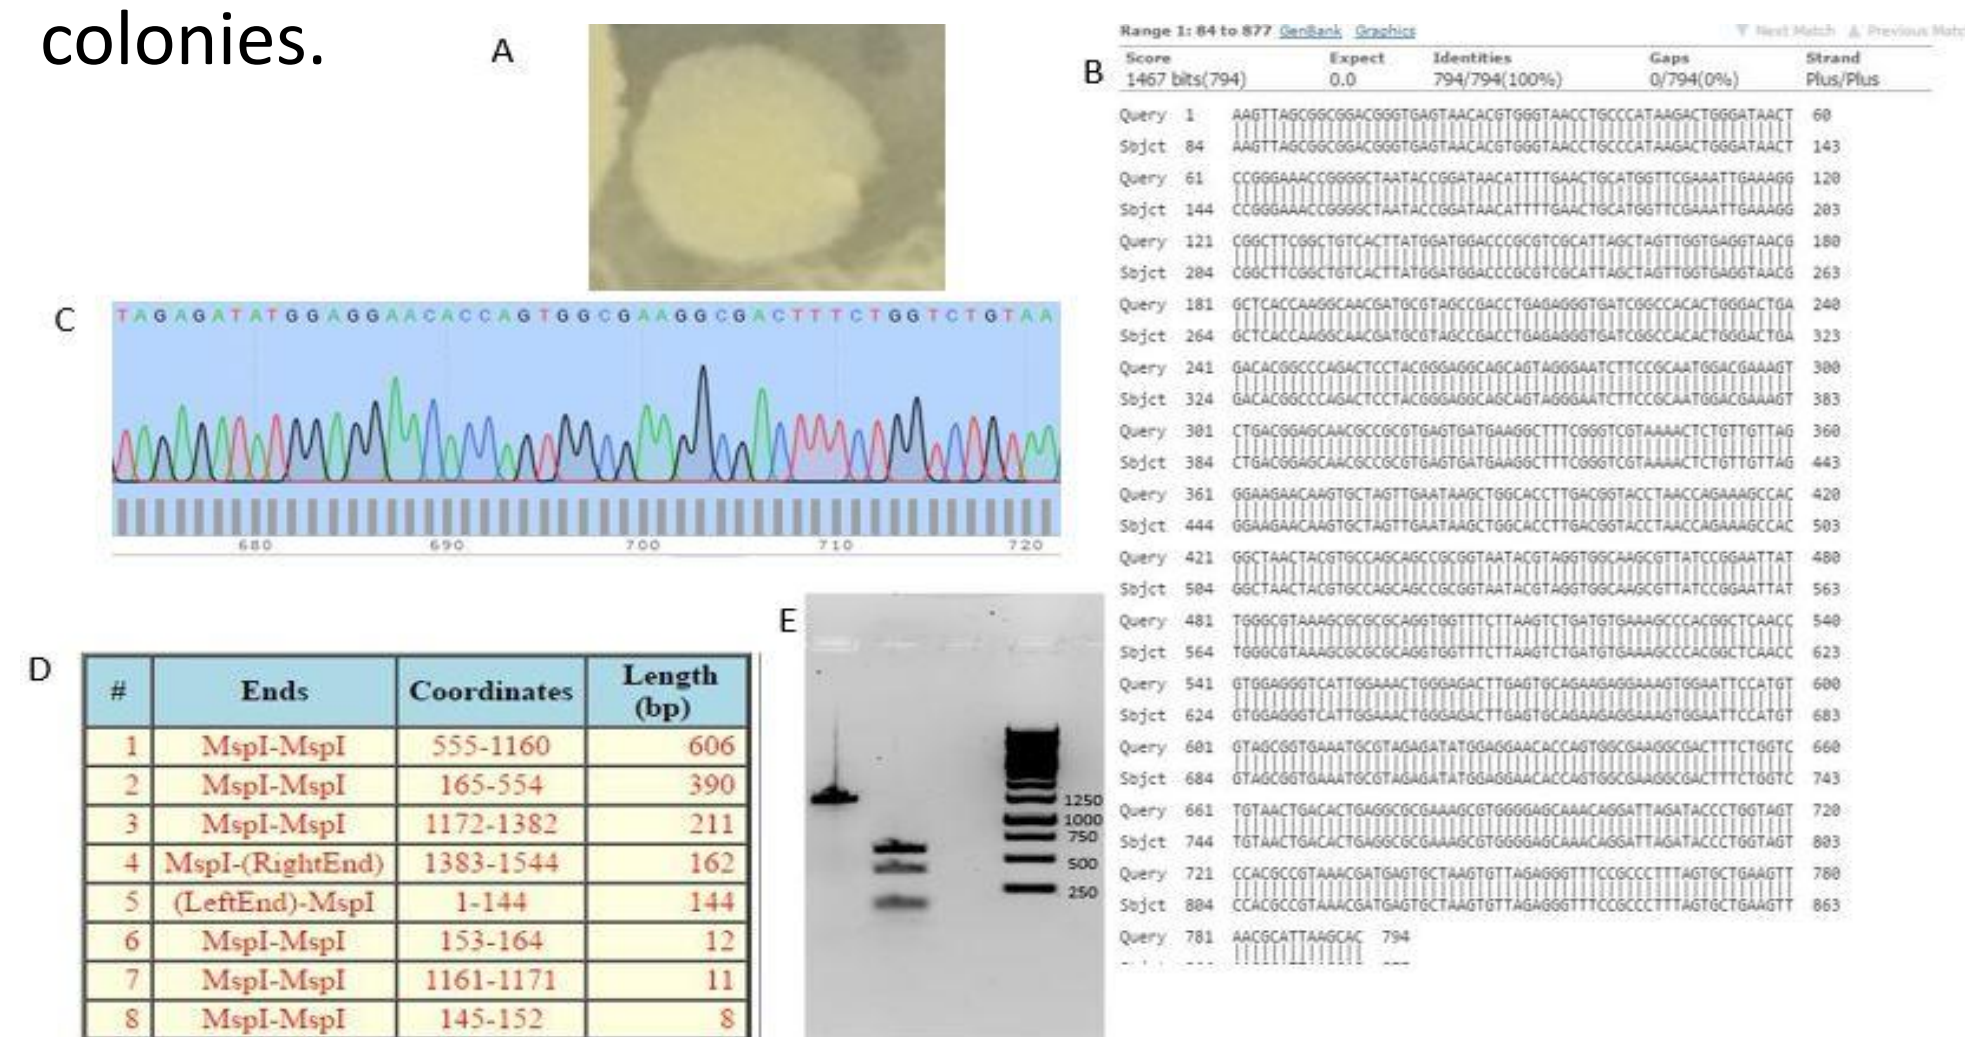 colonies.
A
B
Range 1: 84 to 877 GenBank Graphics
Next Match Previous Matc
Score Expect Identities Gaps Strand
1467 bits(794) 0.0 794/794(100%) 0/794(0%) Plus/Plus
Query 1 AAGTTAGCGGCGGACGGGTGAGTAACACGTGGGTAACCTGCCCATAAGACTGGGATAACT 60
Sbjct 84 AAGTTAGCGGCGGACGGGTGAGTAACACGTGGGTAACCTGCCCATAAGACTGGGATAACT 143
Query 61 CCGGGAAACCGGGGCTAATACCGGATAACATTTTGAACTGCATGGTTCGAAATTGAAAGG 120
Sbjct 144 CCGGGAAACCGGGGCTAATACCGGATAACATTTTGAACTGCATGGTTCGAAATTGAAAGG 203
Query 121 CGGCTTCGGCTGTCACTTATGGATGGACCCGCGTCGCATTAGCTAGTTGGTGAGGTAACG 180
Sbjct 204 CGGCTTCGGCTGTCACTTATGGATGGACCCGCGTCGCATTAGCTAGTTGGTGAGGTAACG 263
Query 181 GCTCACCAAGGCAACGATGCGTAGCCGACCTGAGAGGGTGATCGGCCACACTGGGACTGA 240
Sbjct 264 GCTCACCAAGGCAACGATGCGTAGCCGACCTGAGAGGGTGATCGGCCACACTGGGACTGA 323
Query 241 GACACGGCCCAGACTCCTACGGGAGGCAGCAGTAGGGAATCTTCCGCAATGGACGAAAGT 300
Sbjct 324 GACACGGCCCAGACTCCTACGGGAGGCAGCAGTAGGGAATCTTCCGCAATGGACGAAAGT 383
Query 301 CTGACGGAGCAACGCCGCGTGAGTGATGAAGGCTTTCGGGTCGTAAAACTCTGTTGTTAG 360
Sbjct 384 CTGACGGAGCAACGCCGCGTGAGTGATGAAGGCTTTCGGGTCGTAAAACTCTGTTGTTAG 443
Query 361 GGAAGAACAAGTGCTAGTTGAATAAGCTGGCACCTTGACGGTACCTAACCAGAAAGCCAC 420
Sbjct 444 GGAAGAACAAGTGCTAGTTGAATAAGCTGGCACCTTGACGGTACCTAACCAGAAAGCCAC 503
Query 421 GGCTAACTACGTGCCAGCAGCCGCGGTAATACGTAGGTGGCAAGCGTTATCCGGAATTAT 480
Sbjct 504 GGCTAACTACGTGCCAGCAGCCGCGGTAATACGTAGGTGGCAAGCGTTATCCGGAATTAT 563
Query 481 TGGGCGTAAAGCGCGCGCAGGTGGTTTCTTAAGTCTGATGTGAAAGCCCACGGCTCAACC 540
Sbjct 564 TGGGCGTAAAGCGCGCGCAGGTGGTTTCTTAAGTCTGATGTGAAAGCCCACGGCTCAACC 623
Query 541 GTGGAGGGTCATTGGAAACTGGGAGACTTGAGTGCAGAAGAGGAAAGTGGAATTCCATGT 600
Sbjct 624 GTGGAGGGTCATTGGAAACTGGGAGACTTGAGTGCAGAAGAGGAAAGTGGAATTCCATGT 683
Query 601 GTAGCGGTGAAATGCGTAGAGATATGGAGGAACACCAGTGGCGAAGGCGACTTTCTGGTC 660
Sbjct 684 GTAGCGGTGAAATGCGTAGAGATATGGAGGAACACCAGTGGCGAAGGCGACTTTCTGGTC 743
Query 661 TGTAACTGACACTGAGGCGCGAAAGCGTGGGGAGCAAACAGGATTAGATACCCTGGTAGT 720
Sbjct 744 TGTAACTGACACTGAGGCGCGAAAGCGTGGGGAGCAAACAGGATTAGATACCCTGGTAGT 803
Query 721 CCACGCCGTAAACGATGAGTGCTAAGTGTTAGAGGGTTTCCGCCCTTTAGTGCTGAAGTT 780
Sbjct 804 CCACGCCGTAAACGATGAGTGCTAAGTGTTAGAGGGTTTCCGCCCTTTAGTGCTGAAGTT 863
Query 781 AACGCATTAAGCAC 794
C
T A G A G A T A T G G A G G A A C A C C A G T G G C G A A G G C G A C T T T C T G G T C T G T A A
680 690 700 710 720
D
# Ends Coordinates Length (bp)
1 MspI-MspI 555-1160 606
2 MspI-MspI 165-554 390
3 MspI-MspI 1172-1382 211
4 MspI-(RightEnd) 1383-1544 162
5 (LeftEnd)-MspI 1-144 144
6 MspI-MspI 153-164 12
7 MspI-MspI 1161-1171 11
8 MspI-MspI 145-152 8
E
1250
1000
750
500
250